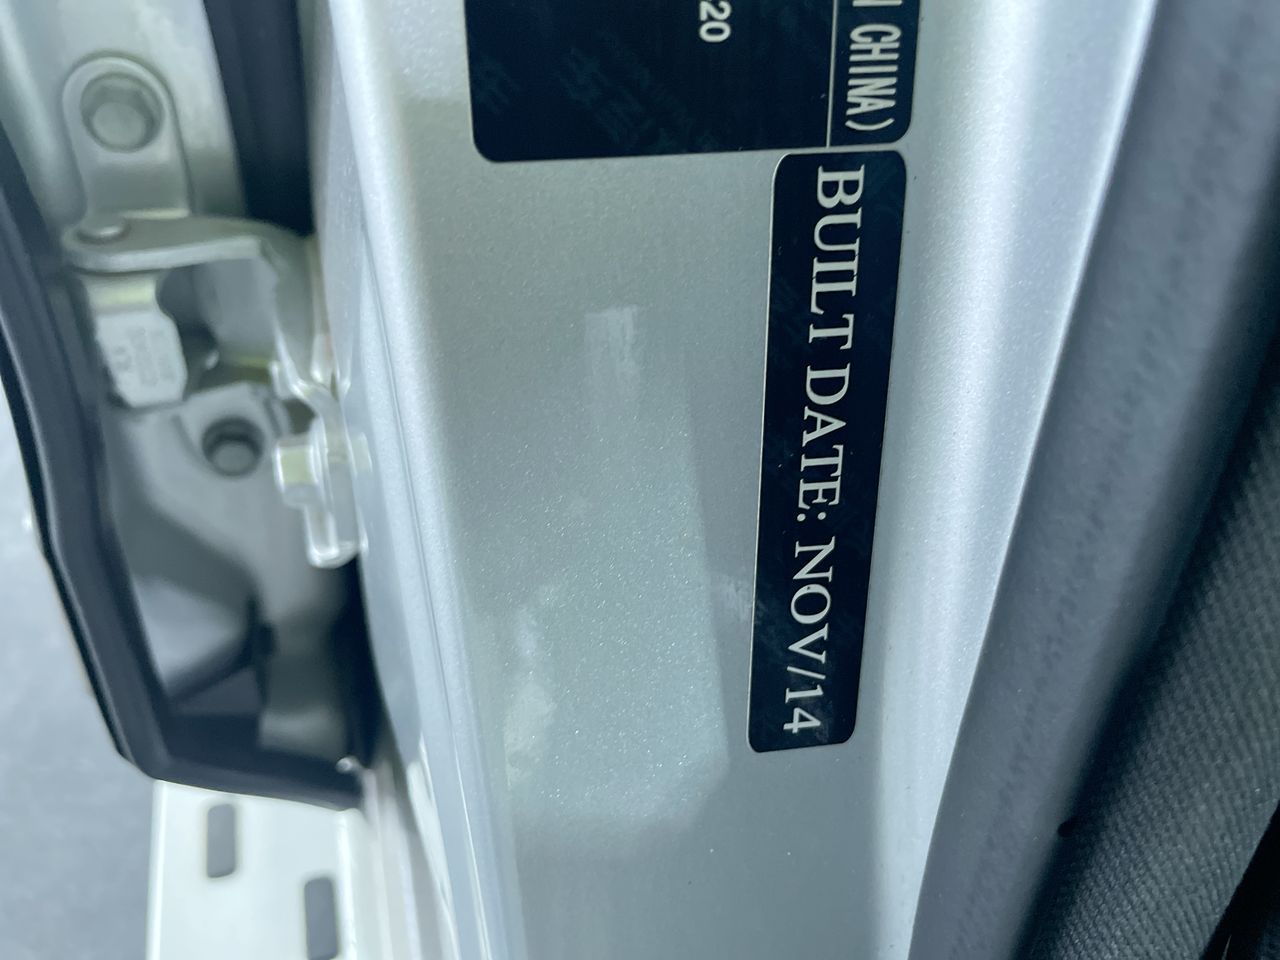 20
CHINA)
BUILT DATE: NOV/14